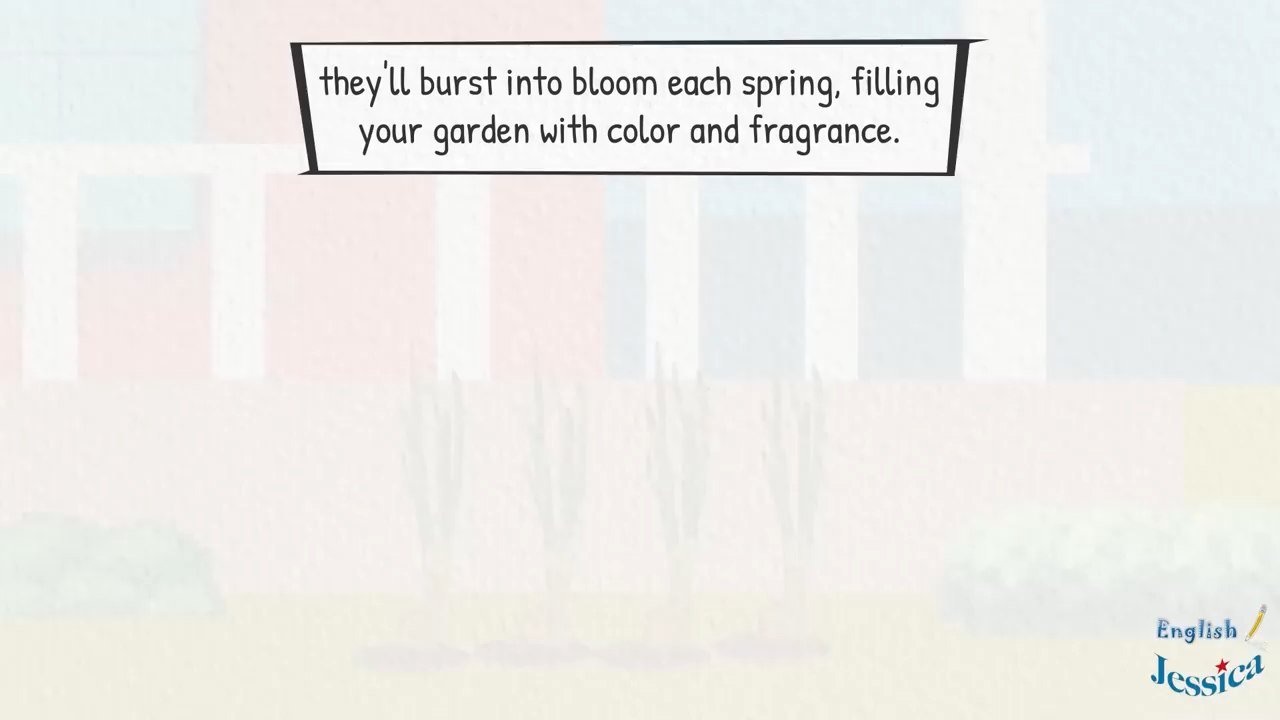 they'll burst into bloom each spring, filling
your garden with color and fragrance.
English
Jessica